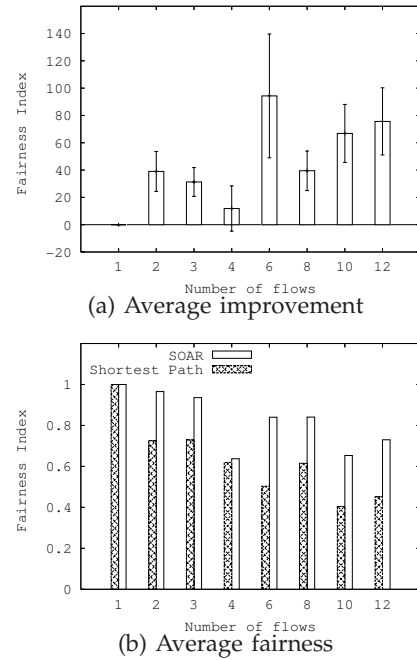 140
120
100
80
60
40
20
0
-20
Fairness Index
1 2 3 4 6 8 10 12
Number of flows
(a) Average improvement
SOAR
Shortest Path
1
0.8
0.6
0.4
0.2
0
Fairness Index
1 2 3 4 6 8 10 12
Number of flows
(b) Average fairness